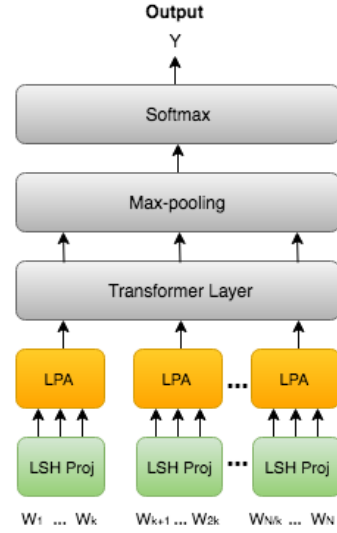 Output
Y
Softmax
Max-pooling
Transformer Layer
LPA LPA ... LPA
LSH Proj LSH Proj ... LSH Proj
W1 ... Wk Wk+1 ... W2k WN/k ... WN